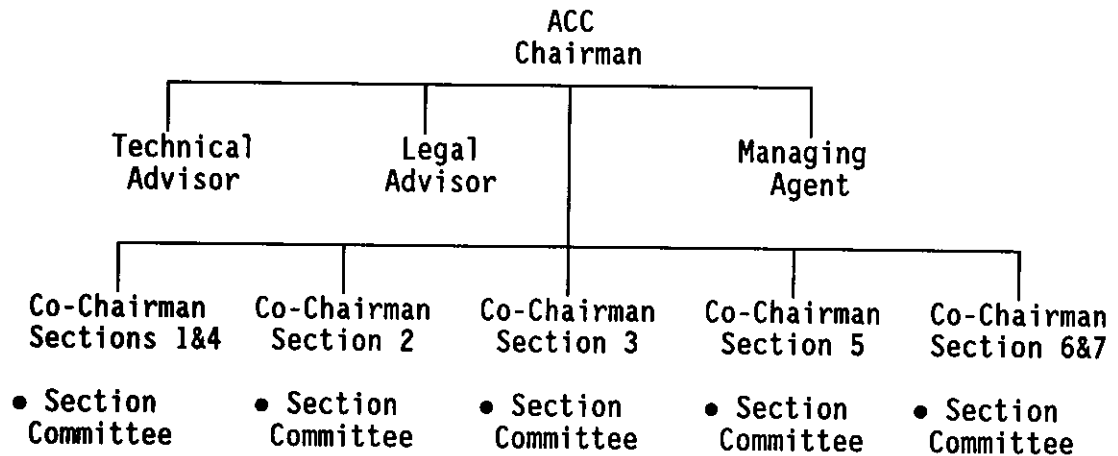 ACC
Chairman
Technical
Advisor
Legal
Advisor
Managing
Agent
Co-Chairman
Sections 1&4
Co-Chairman
Section 2
Co-Chairman
Section 3
Co-Chairman
Section 5
Co-Chairman
Section 6&7
• Section
Committee
• Section
Committee
• Section
Committee
• Section
Committee
• Section
Committee